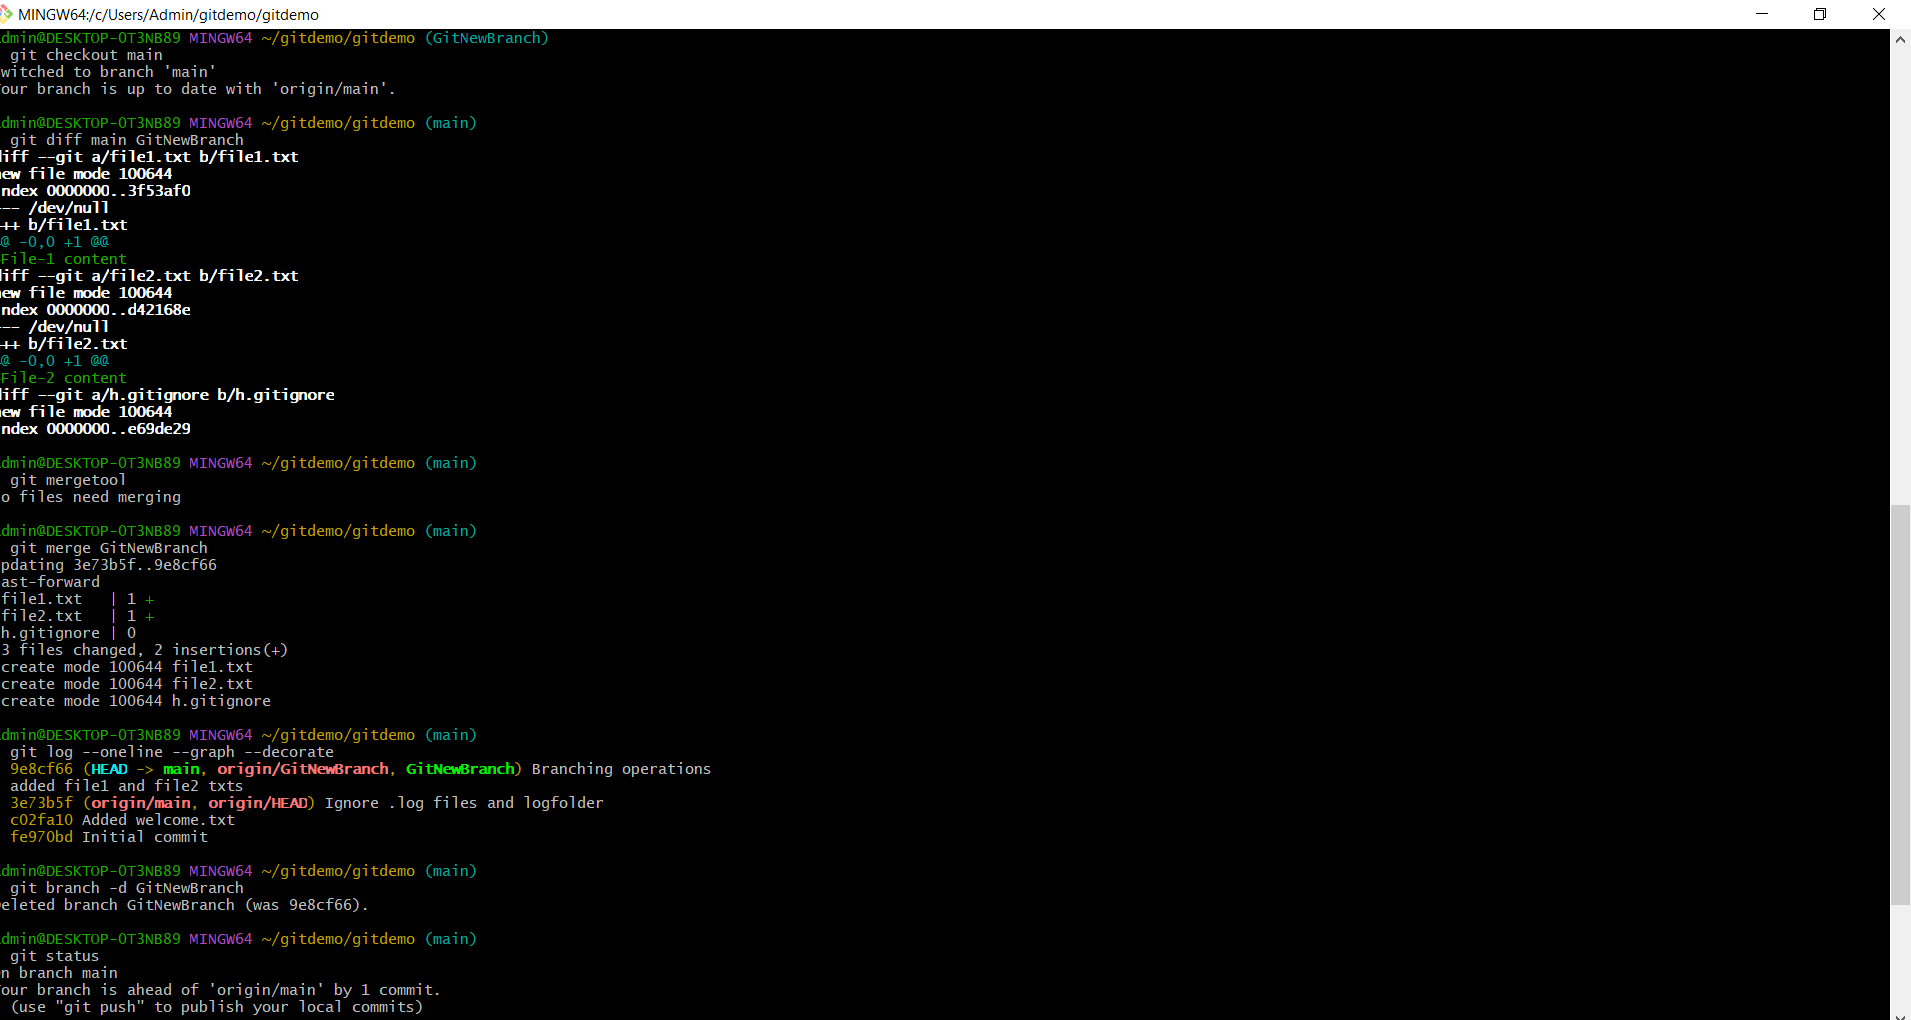 MINGW64:/c/Users/Admin/gitdemo/gitdemo
dmin@DESKTOP-OT3NB89 MINGW64 ~/gitdemo/gitdemo (GitNewBranch)
git checkout main
witched to branch 'main'
our branch is up to date with 'origin/main'.
dmin@DESKTOP-OT3NB89 MINGW64 ~/gitdemo/gitdemo (main)
git diff main GitNewBranch
iff --git a/file1.txt b/file1.txt
ew file mode 100644
ndex 0000000..3f53af0
-- /dev/null
++ b/file1.txt
@ -0,0 +1 @@
File-1 content
iff --git a/file2.txt b/file2.txt
ew file mode 100644
ndex 0000000..d42168e
-- /dev/null
++ b/file2.txt
@ -0,0 +1 @@
File-2 content
iff --git a/h.gitignore b/h.gitignore
ew file mode 100644
ndex 0000000..e69de29
dmin@DESKTOP-OT3NB89 MINGW64 ~/gitdemo/gitdemo (main)
git mergetool
o files need merging
dmin@DESKTOP-OT3NB89 MINGW64 ~/gitdemo/gitdemo (main)
git merge GitNewBranch
pdating 3e73b5f..9e8cf66
ast-forward
file1.txt   | 1 +
file2.txt   | 1 +
h.gitignore | 0
3 files changed, 2 insertions(+)
create mode 100644 file1.txt
create mode 100644 file2.txt
create mode 100644 h.gitignore
dmin@DESKTOP-OT3NB89 MINGW64 ~/gitdemo/gitdemo (main)
git log --oneline --graph --decorate
9e8cf66 (HEAD -> main, origin/GitNewBranch, GitNewBranch) Branching operations
added file1 and file2 txts
3e73b5f (origin/main, origin/HEAD) Ignore .log files and logfolder
c02fa10 Added welcome.txt
fe970bd Initial commit
dmin@DESKTOP-OT3NB89 MINGW64 ~/gitdemo/gitdemo (main)
git branch -d GitNewBranch
eleted branch GitNewBranch (was 9e8cf66).
dmin@DESKTOP-OT3NB89 MINGW64 ~/gitdemo/gitdemo (main)
git status
n branch main
our branch is ahead of 'origin/main' by 1 commit.
(use "git push" to publish your local commits)